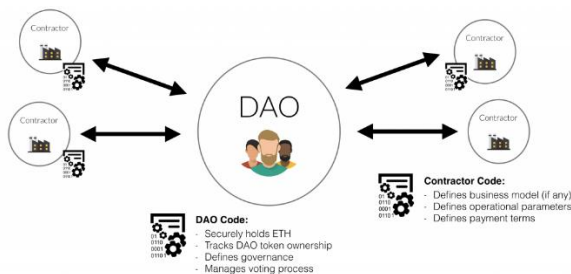 Contractor
Contractor
DAO
Contractor
Contractor
DAO Code:
- Securely holds ETH
- Tracks DAO token ownership
- Defines governance
- Manages voting process
Contractor Code:
- Defines business model (if any)
- Defines operational parameters
- Defines payment terms